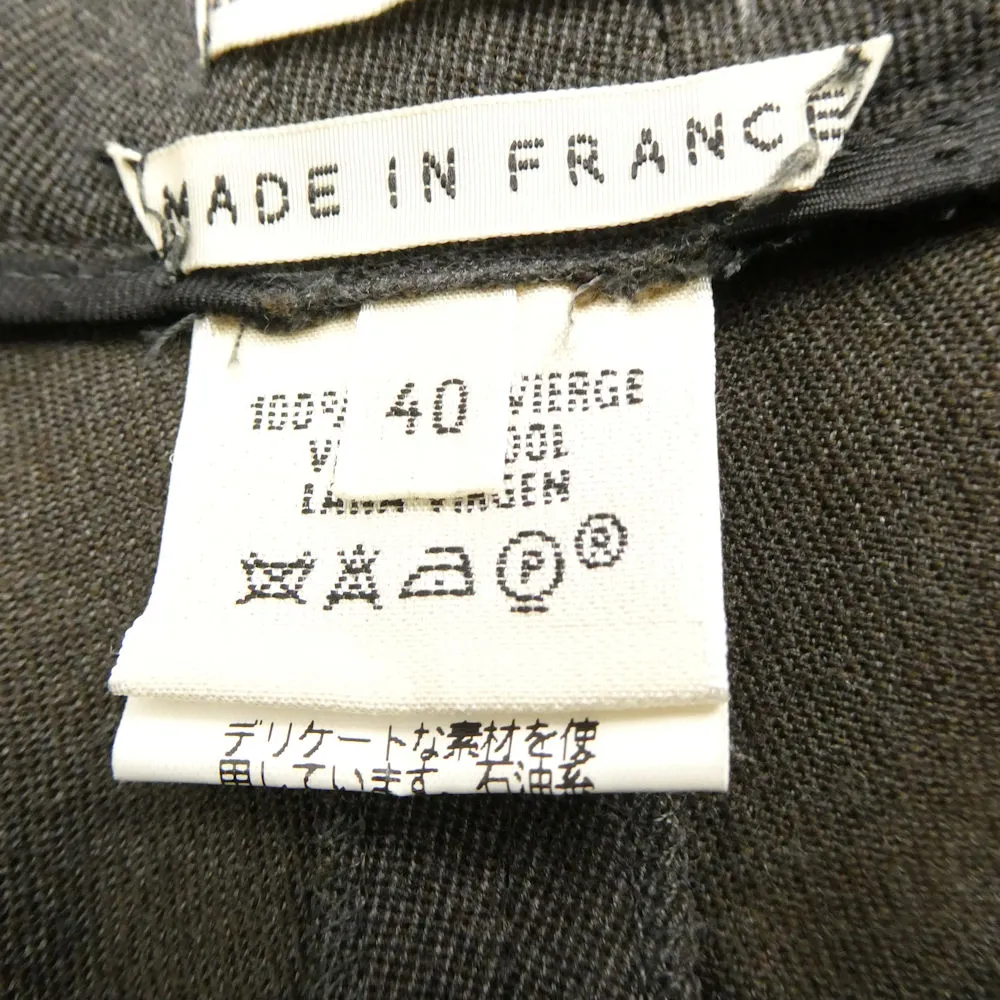 MADE IN FRANCE
40
100% VIERGE
デリケートな素材を使
用しています。石油系